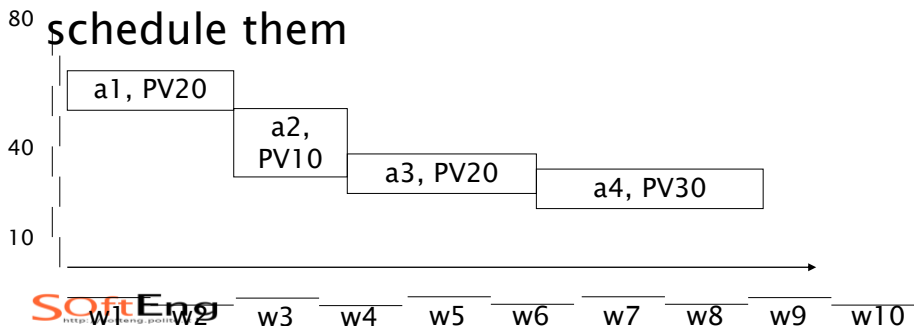 80
schedule them
a1, PV20
a2,
PV10
40
a3, PV20
a4, PV30
10
SoftEng
w1 w2 w3 w4 w5 w6 w7 w8 w9 w10